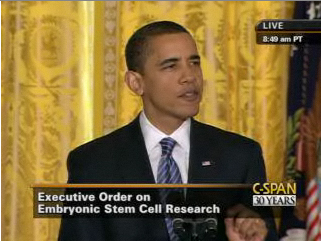 LIVE
8:49 am PT
Executive Order on
Embryonic Stem Cell Research
C-SPAN
30 YEARS